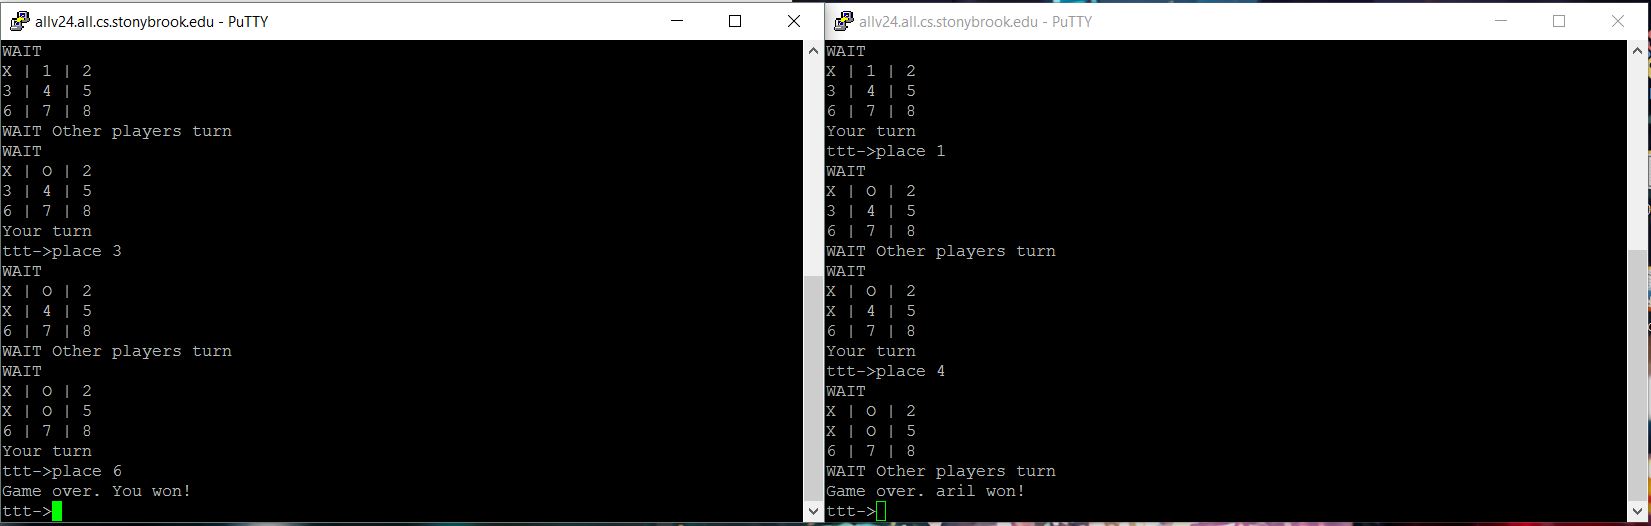 allv24.all.cs.stonybrook.edu - PuTTY
WAIT
X | 1 | 2
3 | 4 | 5
6 | 7 | 8
WAIT Other players turn
WAIT
X | O | 2
3 | 4 | 5
6 | 7 | 8
Your turn
ttt->place 3
WAIT
X | O | 2
X | 4 | 5
6 | 7 | 8
WAIT Other players turn
WAIT
X | O | 2
X | O | 5
6 | 7 | 8
Your turn
ttt->place 6
Game over. You won!
ttt->
allv24.all.cs.stonybrook.edu - PuTTY
WAIT
X | 1 | 2
3 | 4 | 5
6 | 7 | 8
Your turn
ttt->place 1
WAIT
X | O | 2
3 | 4 | 5
6 | 7 | 8
WAIT Other players turn
WAIT
X | O | 2
X | 4 | 5
6 | 7 | 8
Your turn
ttt->place 4
WAIT
X | O | 2
X | O | 5
6 | 7 | 8
WAIT Other players turn
Game over. aril won!
ttt->